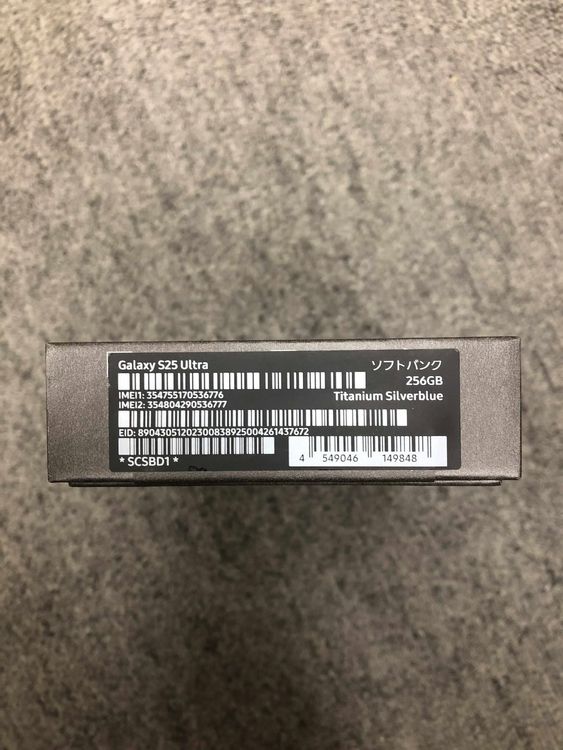 Galaxy S25 Ultra
ソフトバンク
256GB
IMEI1: 354755170536776
Titanium Silverblue
IMEI2: 354804290536777
EID: 89043051202300838925004261437672
* SCSBD1 *
4 549046 149848